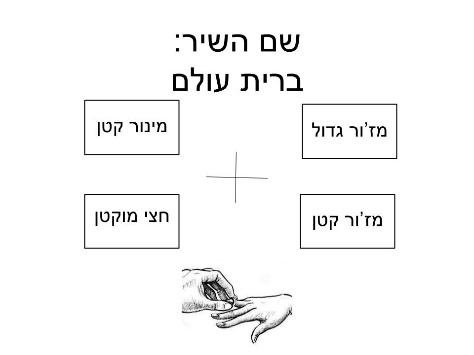 שם השיר:
ברית עולם
מז'ור גדול
מינור קטן
מז'ור קטן
חצי מוקטן